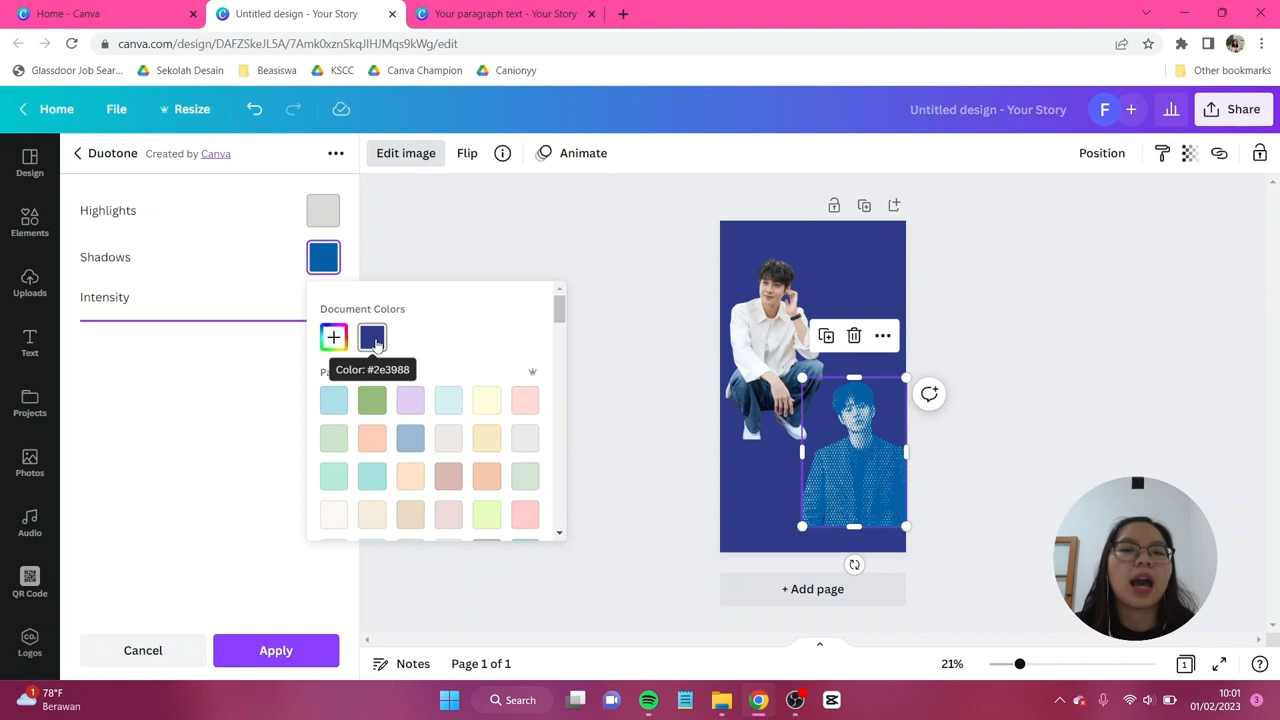 Home - Canva
Untitled design - Your Story
Your paragraph text - Your Story
canva.com/design/DAFZSkeJL5A/7Amk0xznSkqJIHJMqs9kWg/edit
Glassdoor Job Sear...
Sekolah Desain
Beasiswa
KSCC
Canva Champion
Canionyy
Other bookmarks
Home
File
Resize
Untitled design - Your Story
F
Share
Duotone
Created by Canva
Edit image
Flip
Animate
Position
Design
Elements
Uploads
Text
Projects
Photos
Audio
QR Code
Logos
Highlights
Shadows
Intensity
Document Colors
Color: #2e3988
Cancel
Apply
+ Add page
Notes
Page 1 of 1
21%
1
1
78°F
Berawan
Search
10:01
01/02/2023
3